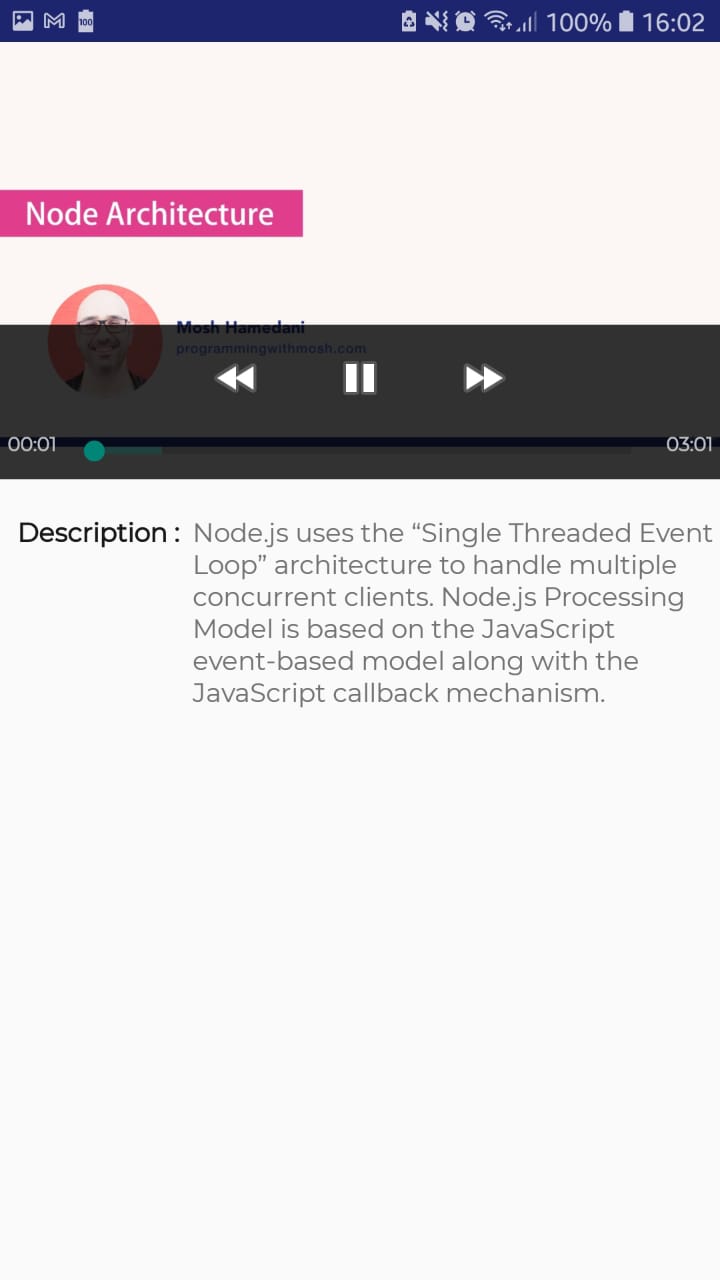 100
100% 16:02
Node Architecture
Mosh Hamedani
programmingwithmosh.com
00:01 03:01
Description : Node.js uses the “Single Threaded Event
Loop” architecture to handle multiple
concurrent clients. Node.js Processing
Model is based on the JavaScript
event-based model along with the
JavaScript callback mechanism.